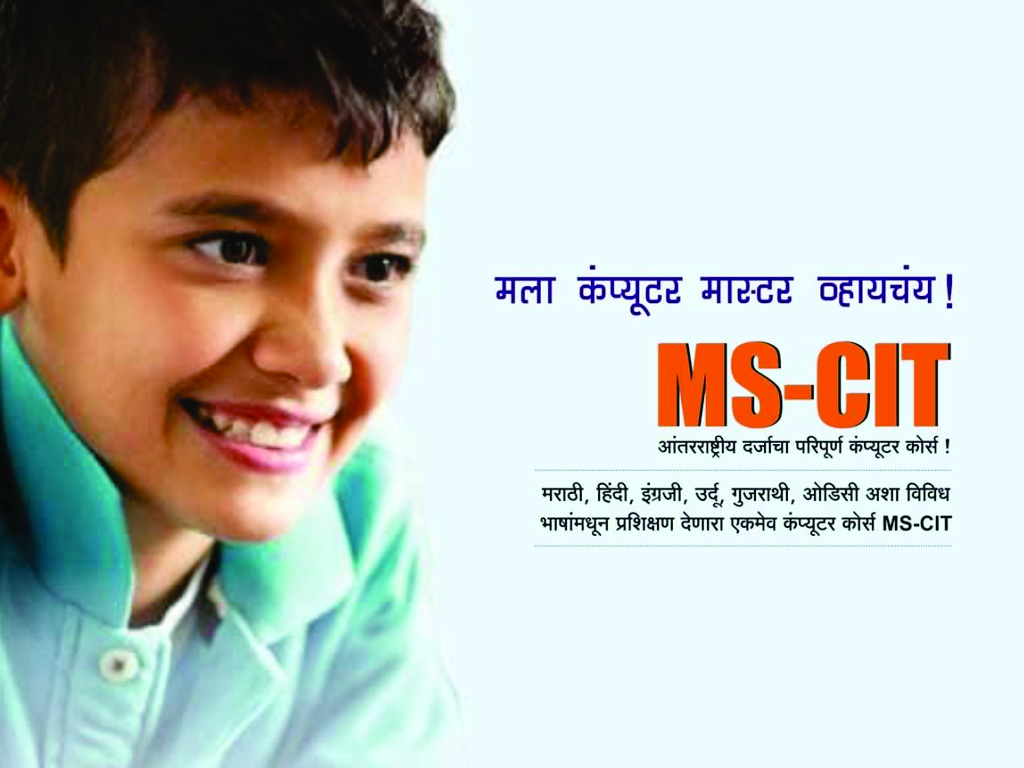 मला कंप्यूटर मास्टर व्हायचंय !
MS-CIT
आंतरराष्ट्रीय दर्जाचा परिपूर्ण कंप्यूटर कोर्स !
मराठी, हिंदी, इंग्रजी, उर्दू, गुजराथी, ओडिसी अशा विविध
भाषांमधून प्रशिक्षण देणारा एकमेव कंप्यूटर कोर्स MS-CIT